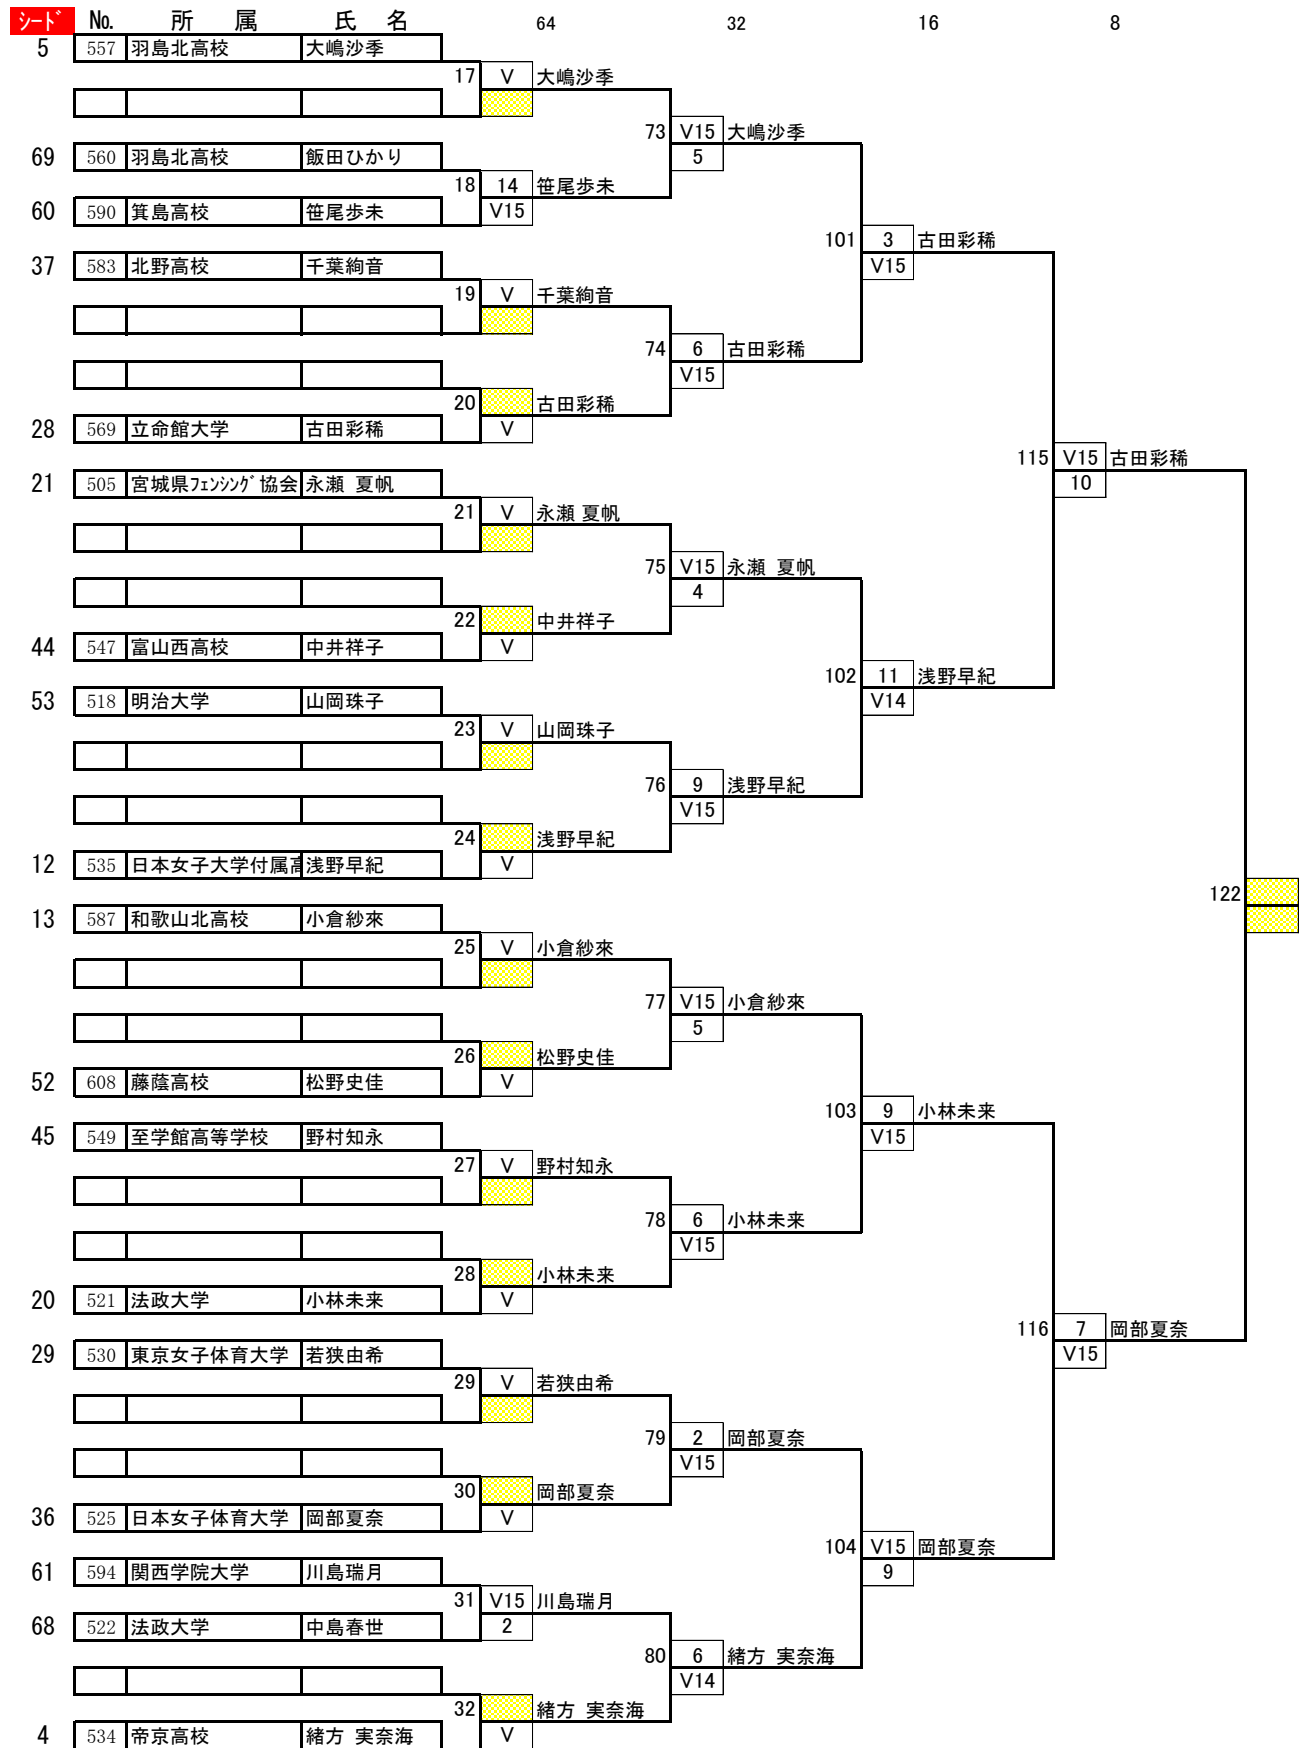 シード No. 所 属 氏 名 64 32 16 8
5 557 羽島北高校 大嶋沙季
17 V 大嶋沙季
73 V15 大嶋沙季
5
69 560 羽島北高校 飯田ひかり
18 14 笹尾歩未
60 590 箕島高校 笹尾歩未 V15
101 3 古田彩稀
V15
37 583 北野高校 千葉絢音
19 V 千葉絢音
74 6 古田彩稀
V15
20 古田彩稀
28 569 立命館大学 古田彩稀 V
115 V15 古田彩稀
10
21 505 宮城県フェンシング協会 永瀬 夏帆
21 V 永瀬 夏帆
75 V15 永瀬 夏帆
4
22 中井祥子
44 547 富山西高校 中井祥子 V
102 11 浅野早紀
V14
53 518 明治大学 山岡珠子
23 V 山岡珠子
76 9 浅野早紀
V15
24 浅野早紀
12 535 日本女子大学付属高 浅野早紀 V
122
13 587 和歌山北高校 小倉紗來
25 V 小倉紗來
77 V15 小倉紗來
5
26 松野史佳
52 608 藤蔭高校 松野史佳 V
103 9 小林未来
V15
45 549 至学館高等学校 野村知永
27 V 野村知永
78 6 小林未来
V15
28 小林未来
20 521 法政大学 小林未来 V
116 7 岡部夏奈
V15
29 530 東京女子体育大学 若狭由希
29 V 若狭由希
79 2 岡部夏奈
V15
30 岡部夏奈
36 525 日本女子体育大学 岡部夏奈 V
104 V15 岡部夏奈
9
61 594 関西学院大学 川島瑞月
31 V15 川島瑞月
68 522 法政大学 中島春世 2
80 6 緒方 実奈海
V14
32 緒方 実奈海
4 534 帝京高校 緒方 実奈海 V